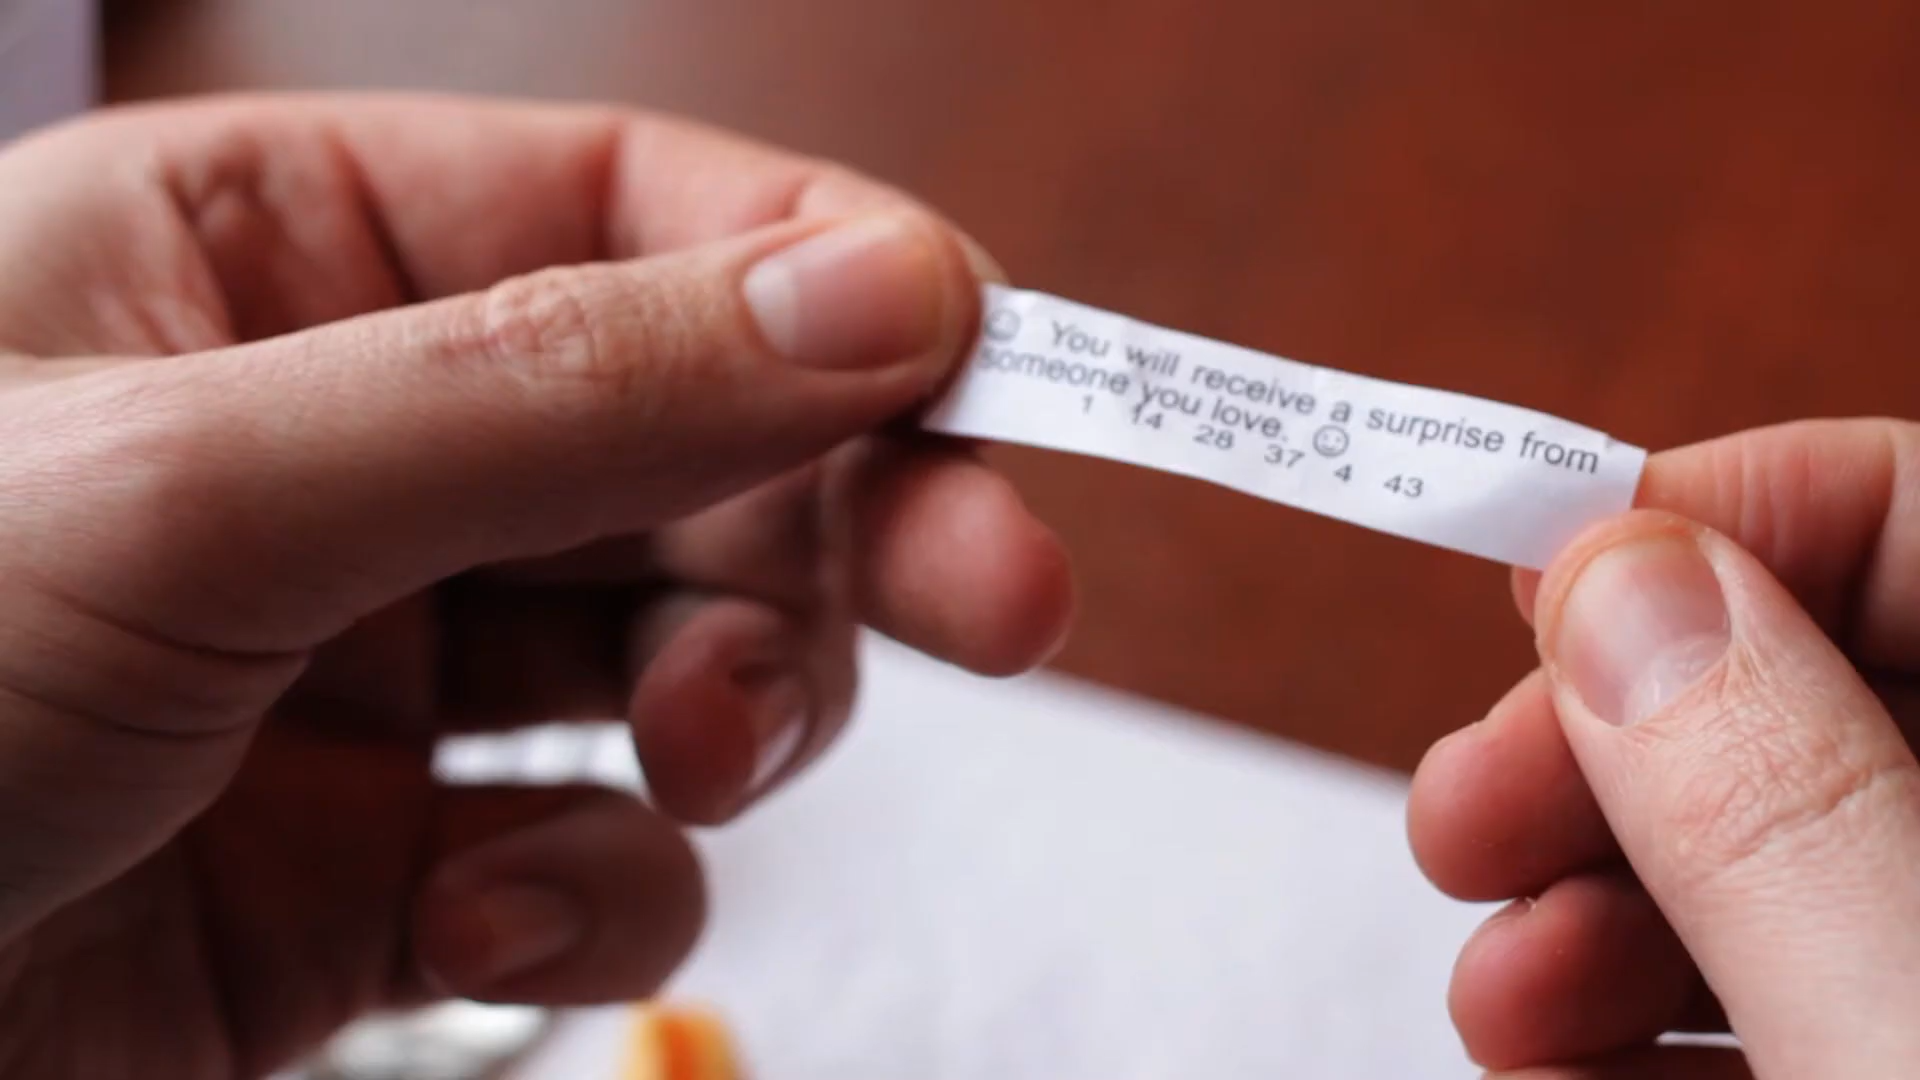 ☺ You will receive a surprise from
someone you love. ☺
1 14 28 37 4 43